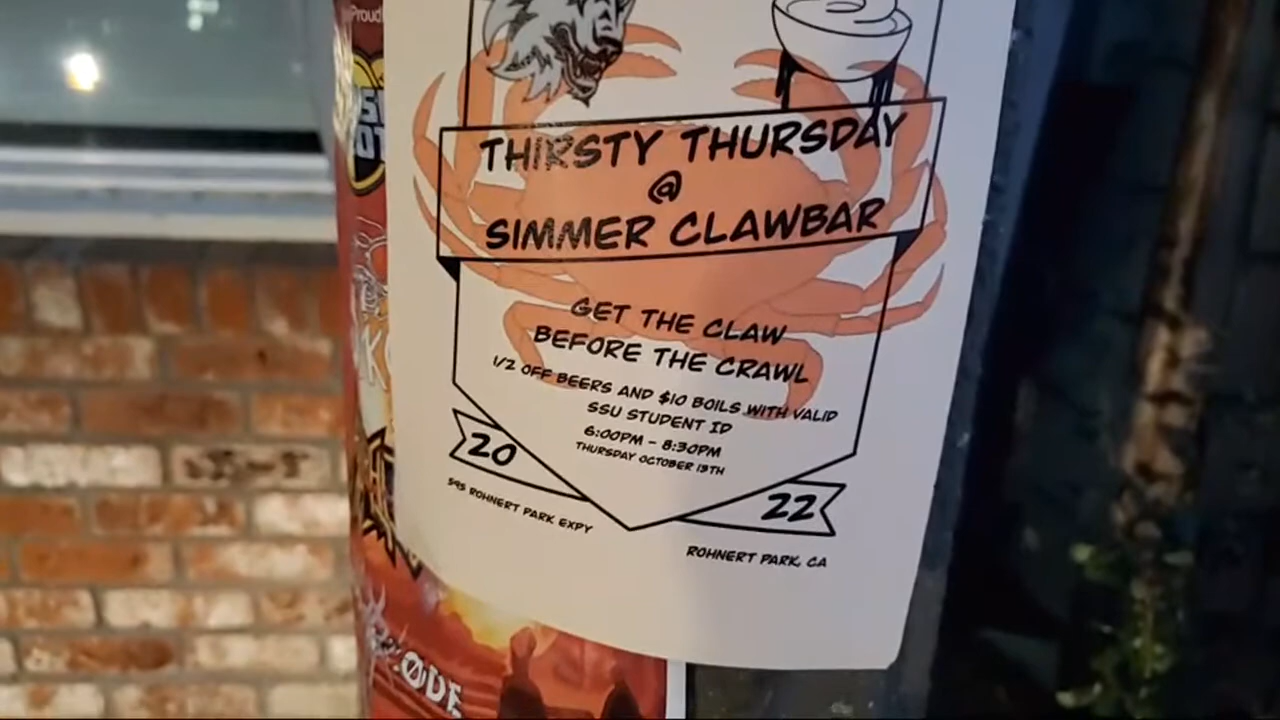 Proud
THIRSTY THURSDAY
@
SIMMER CLAWBAR
GET THE CLAW
BEFORE THE CRAWL
1/2 OFF BEERS AND $10 BOILS WITH VALID
SSU STUDENT ID
6:00PM - 8:30PM
THURSDAY OCTOBER 13TH
20
22
595 ROHNERT PARK EXPY
ROHNERT PARK, CA
ODE